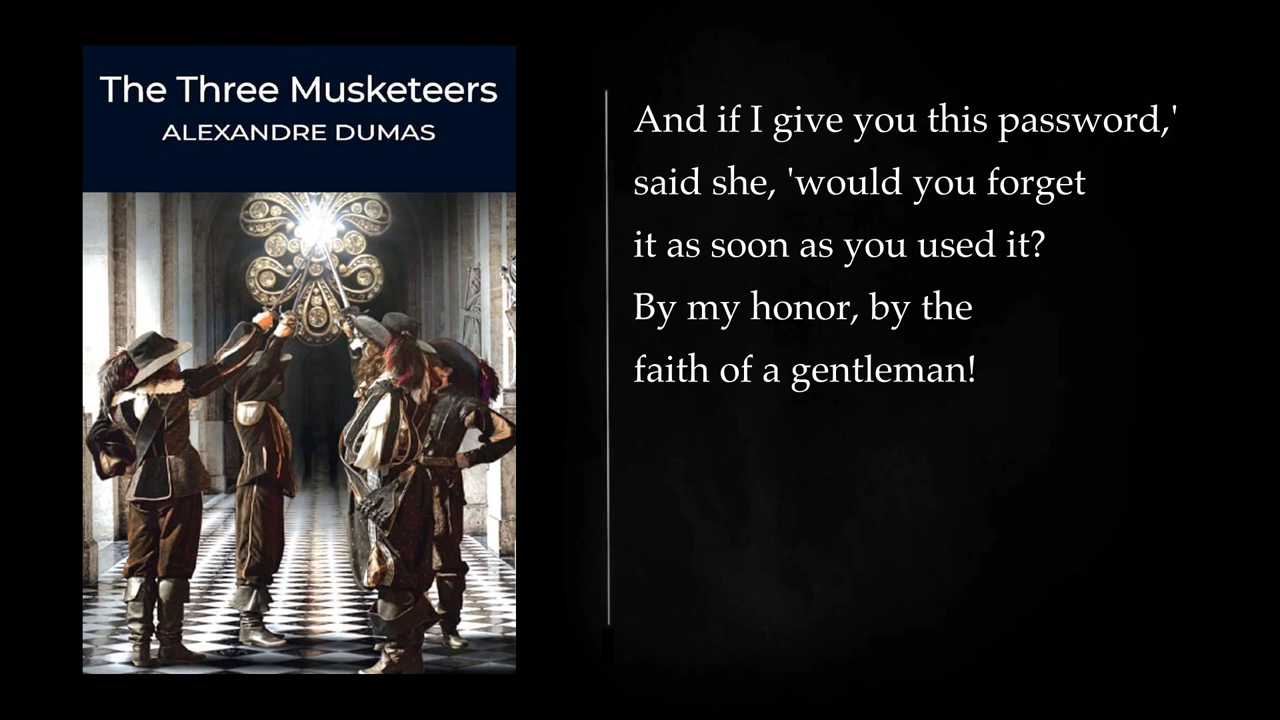 The Three Musketeers
ALEXANDRE DUMAS
And if I give you this password,'
said she, 'would you forget
it as soon as you used it?
By my honor, by the
faith of a gentleman!